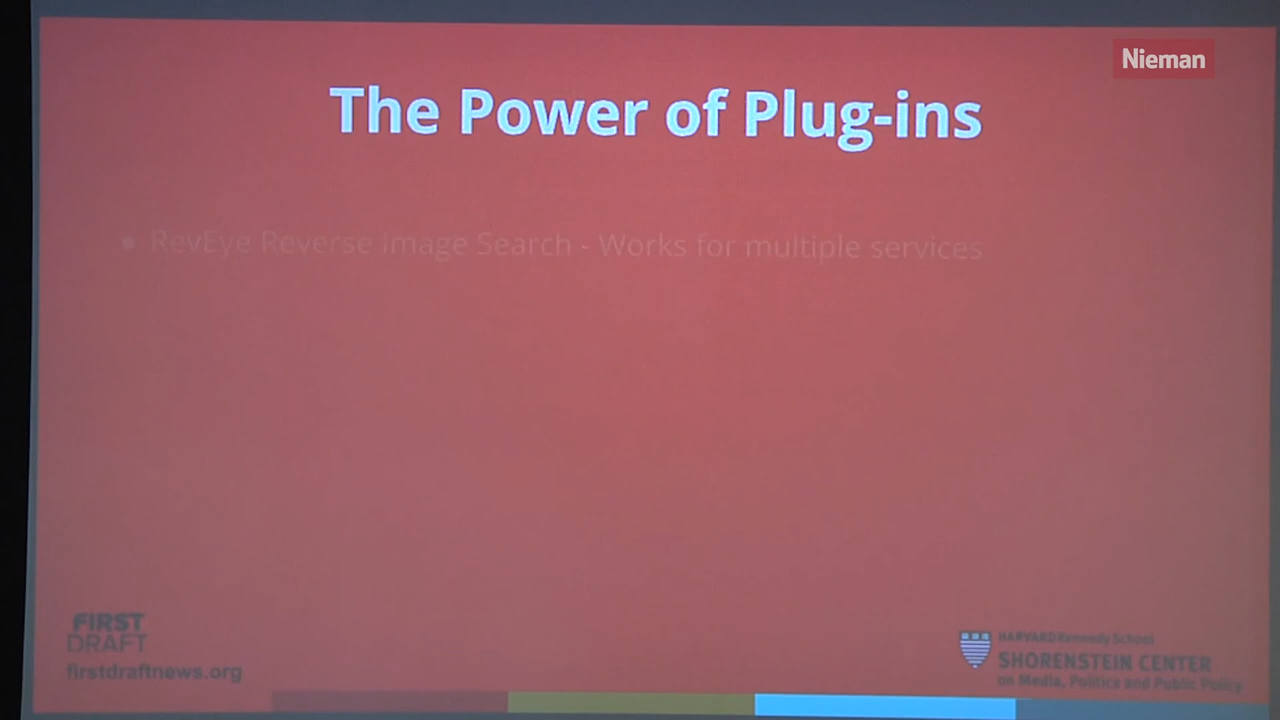 Nieman
The Power of Plug-ins
• RevEye Reverse Image Search - Works for multiple services
FIRST
DRAFT
firstdraftnews.org
HARVARD Kennedy School
SHORENSTEIN CENTER
on Media, Politics and Public Policy